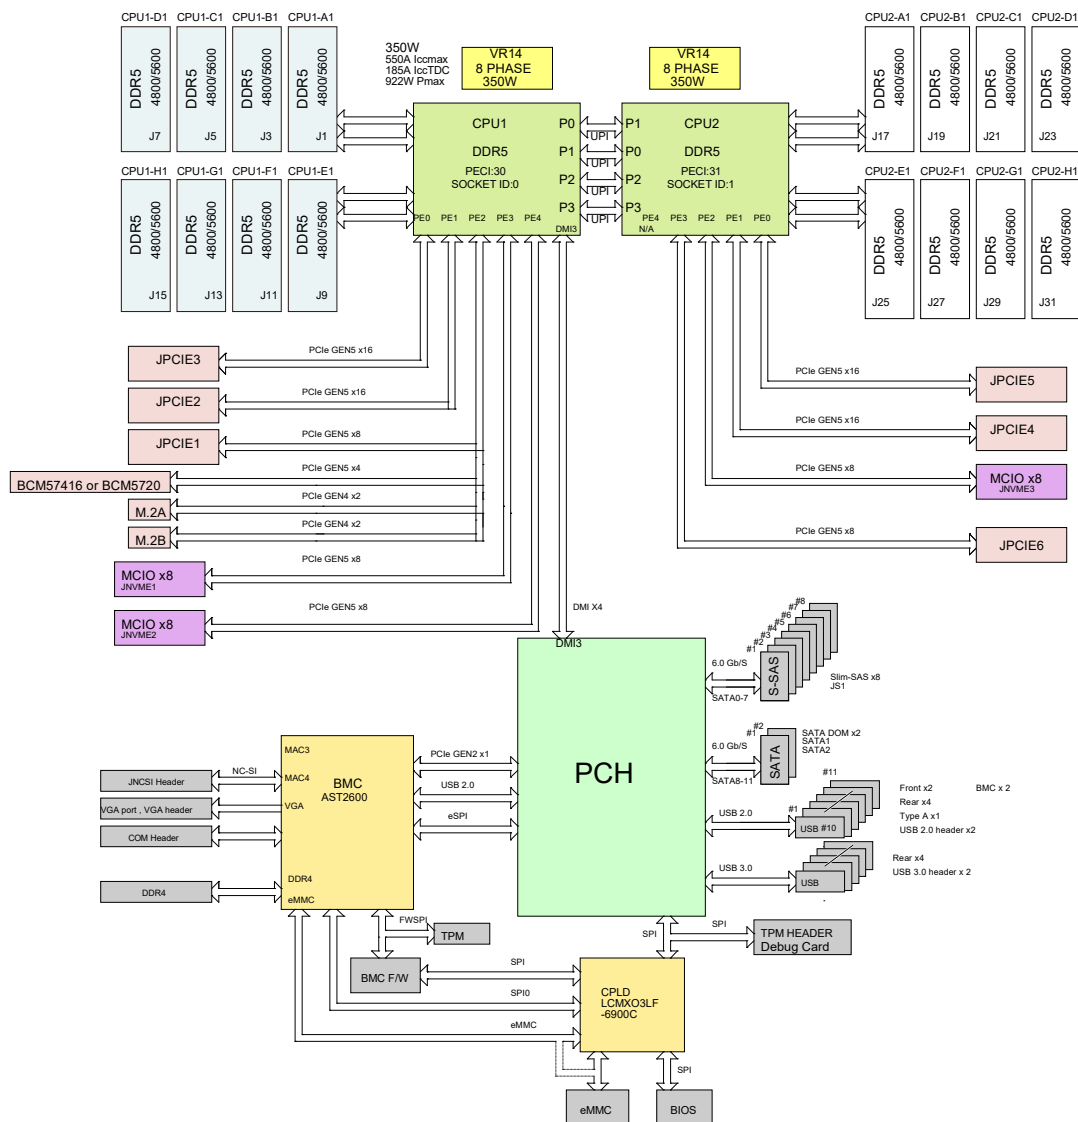 CPU1-D1
CPU1-C1
CPU1-B1
CPU1-A1
CPU2-A1
CPU2-B1
CPU2-C1
CPU2-D1
DDR5
4800/5600
J7
DDR5
4800/5600
J5
DDR5
4800/5600
J3
DDR5
4800/5600
J1
350W
550A Iccmax
185A IccTDC
922W Pmax
VR14
8 PHASE
350W
VR14
8 PHASE
350W
DDR5
4800/5600
J17
DDR5
4800/5600
J19
DDR5
4800/5600
J21
DDR5
4800/5600
J23
CPU1
DDR5
PECI:30
SOCKET ID:0
P0
P1
P2
P3
PE0
PE1
PE2
PE3
PE4
DMI3
UPI
UPI
UPI
UPI
CPU2
DDR5
PECI:31
SOCKET ID:1
P1
P0
P2
P3
PE4
N/A
PE3
PE2
PE1
PE0
CPU1-H1
CPU1-G1
CPU1-F1
CPU1-E1
CPU2-E1
CPU2-F1
CPU2-G1
CPU2-H1
DDR5
4800/5600
J15
DDR5
4800/5600
J13
DDR5
4800/5600
J11
DDR5
4800/5600
J9
DDR5
4800/5600
J25
DDR5
4800/5600
J27
DDR5
4800/5600
J29
DDR5
4800/5600
J31
JPCIE3
PCIe GEN5 x16
JPCIE2
PCIe GEN5 x16
JPCIE1
PCIe GEN5 x8
BCM57416 or BCM5720
PCIe GEN5 x4
M.2A
PCIe GEN4 x2
M.2B
PCIe GEN4 x2
MCIO x8
JNVME1
PCIe GEN5 x8
MCIO x8
JNVME2
PCIe GEN5 x8
PCIe GEN5 x16
JPCIE5
PCIe GEN5 x16
JPCIE4
PCIe GEN5 x8
MCIO x8
JNVME3
PCIe GEN5 x8
JPCIE6
DMI X4
DMI3
PCH
6.0 Gb/S
SATA0-7
#1
#2
#3
#4
#5
#6
#7
#8
S-SAS
Slim-SAS x8
JS1
6.0 Gb/S
SATA8-11
#1
#2
SATA
SATA DOM x2
SATA1
SATA2
USB 2.0
#1
#11
USB #10
Front x2
BMC x 2
Rear x4
Type A x1
USB 2.0 header x2
USB 3.0
USB
Rear x4
USB 3.0 header x 2
.
MAC3
MAC4
VGA
DDR4
eMMC
BMC
AST2600
PCIe GEN2 x1
USB 2.0
eSPI
JNCSI Header
NC-SI
VGA port , VGA header
COM Header
DDR4
FWSPI
TPM
BMC F/W
SPI
SPI0
eMMC
SPI
SPI
TPM HEADER
Debug Card
CPLD
LCMXO3LF
-6900C
SPI
eMMC
BIOS